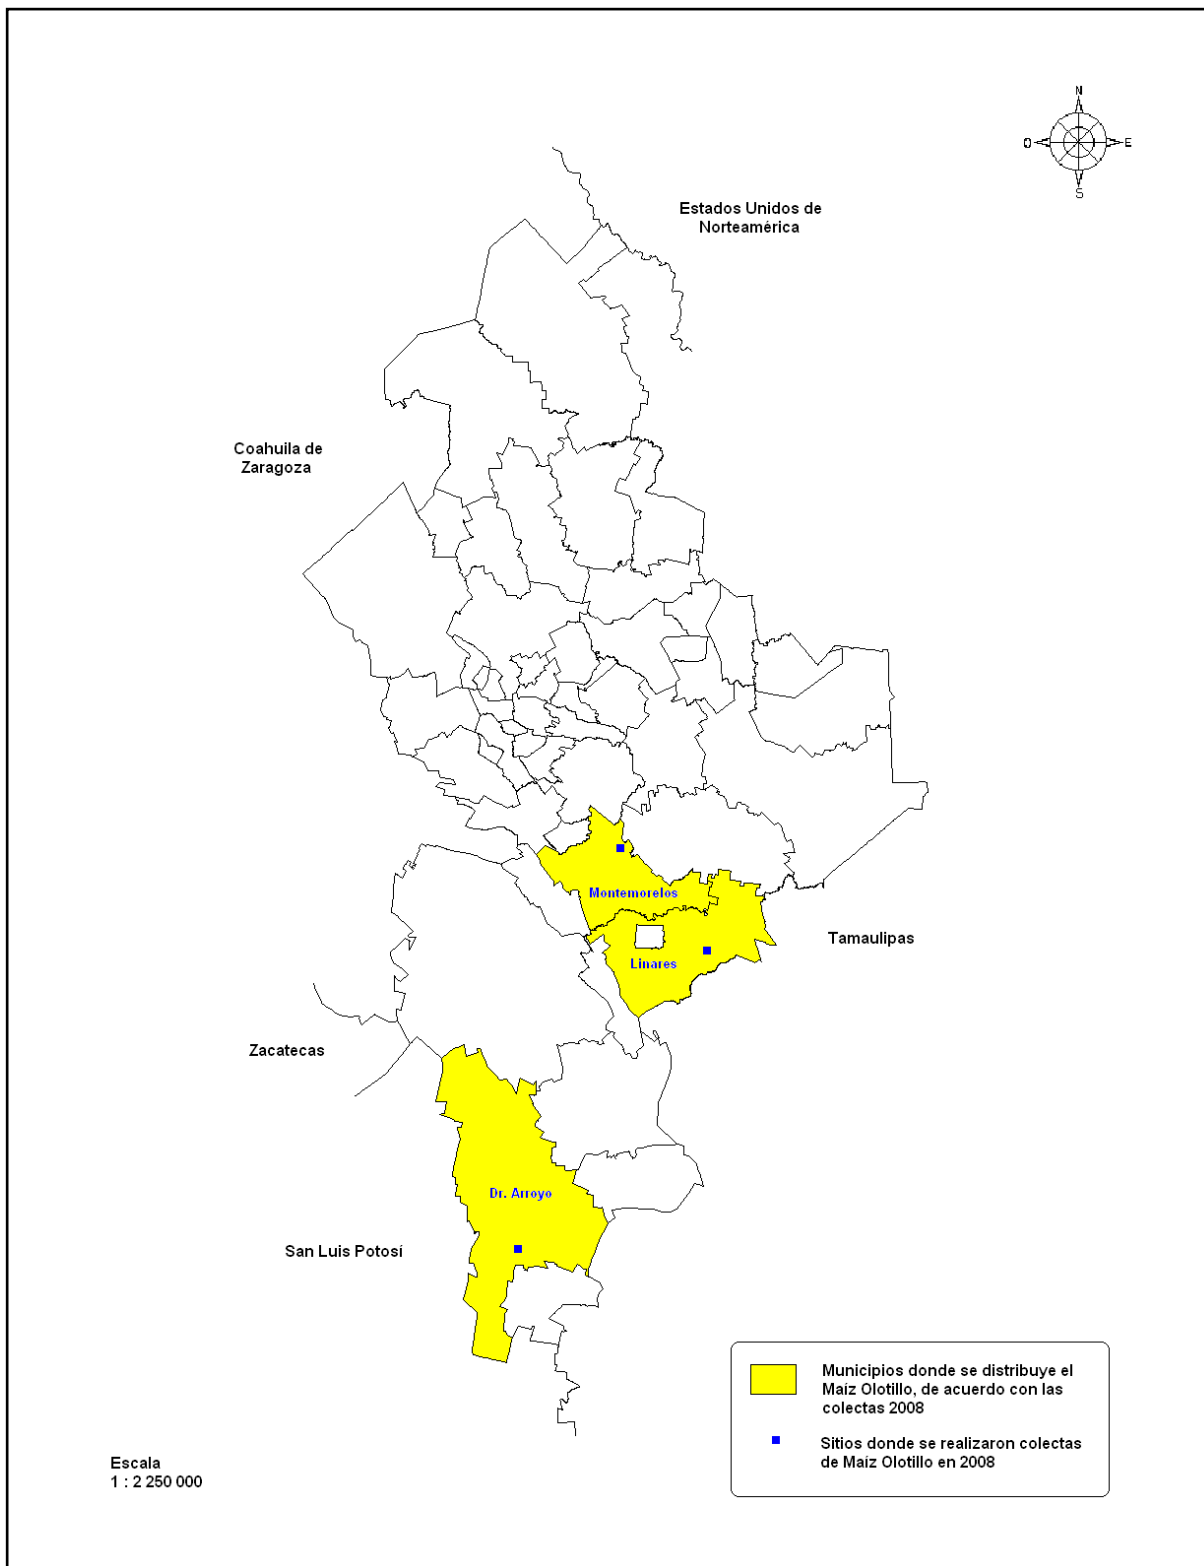 N
O
E
S
Estados Unidos de
Norteamérica
Coahuila de
Zaragoza
Montemorelos
Tamaulipas
Linares
Zacatecas
Dr. Arroyo
San Luis Potosí
Municipios donde se distribuye el
Maíz Olotillo, de acuerdo con las
colectas 2008
Sitios donde se realizaron colectas
de Maíz Olotillo en 2008
Escala
1 : 2 250 000